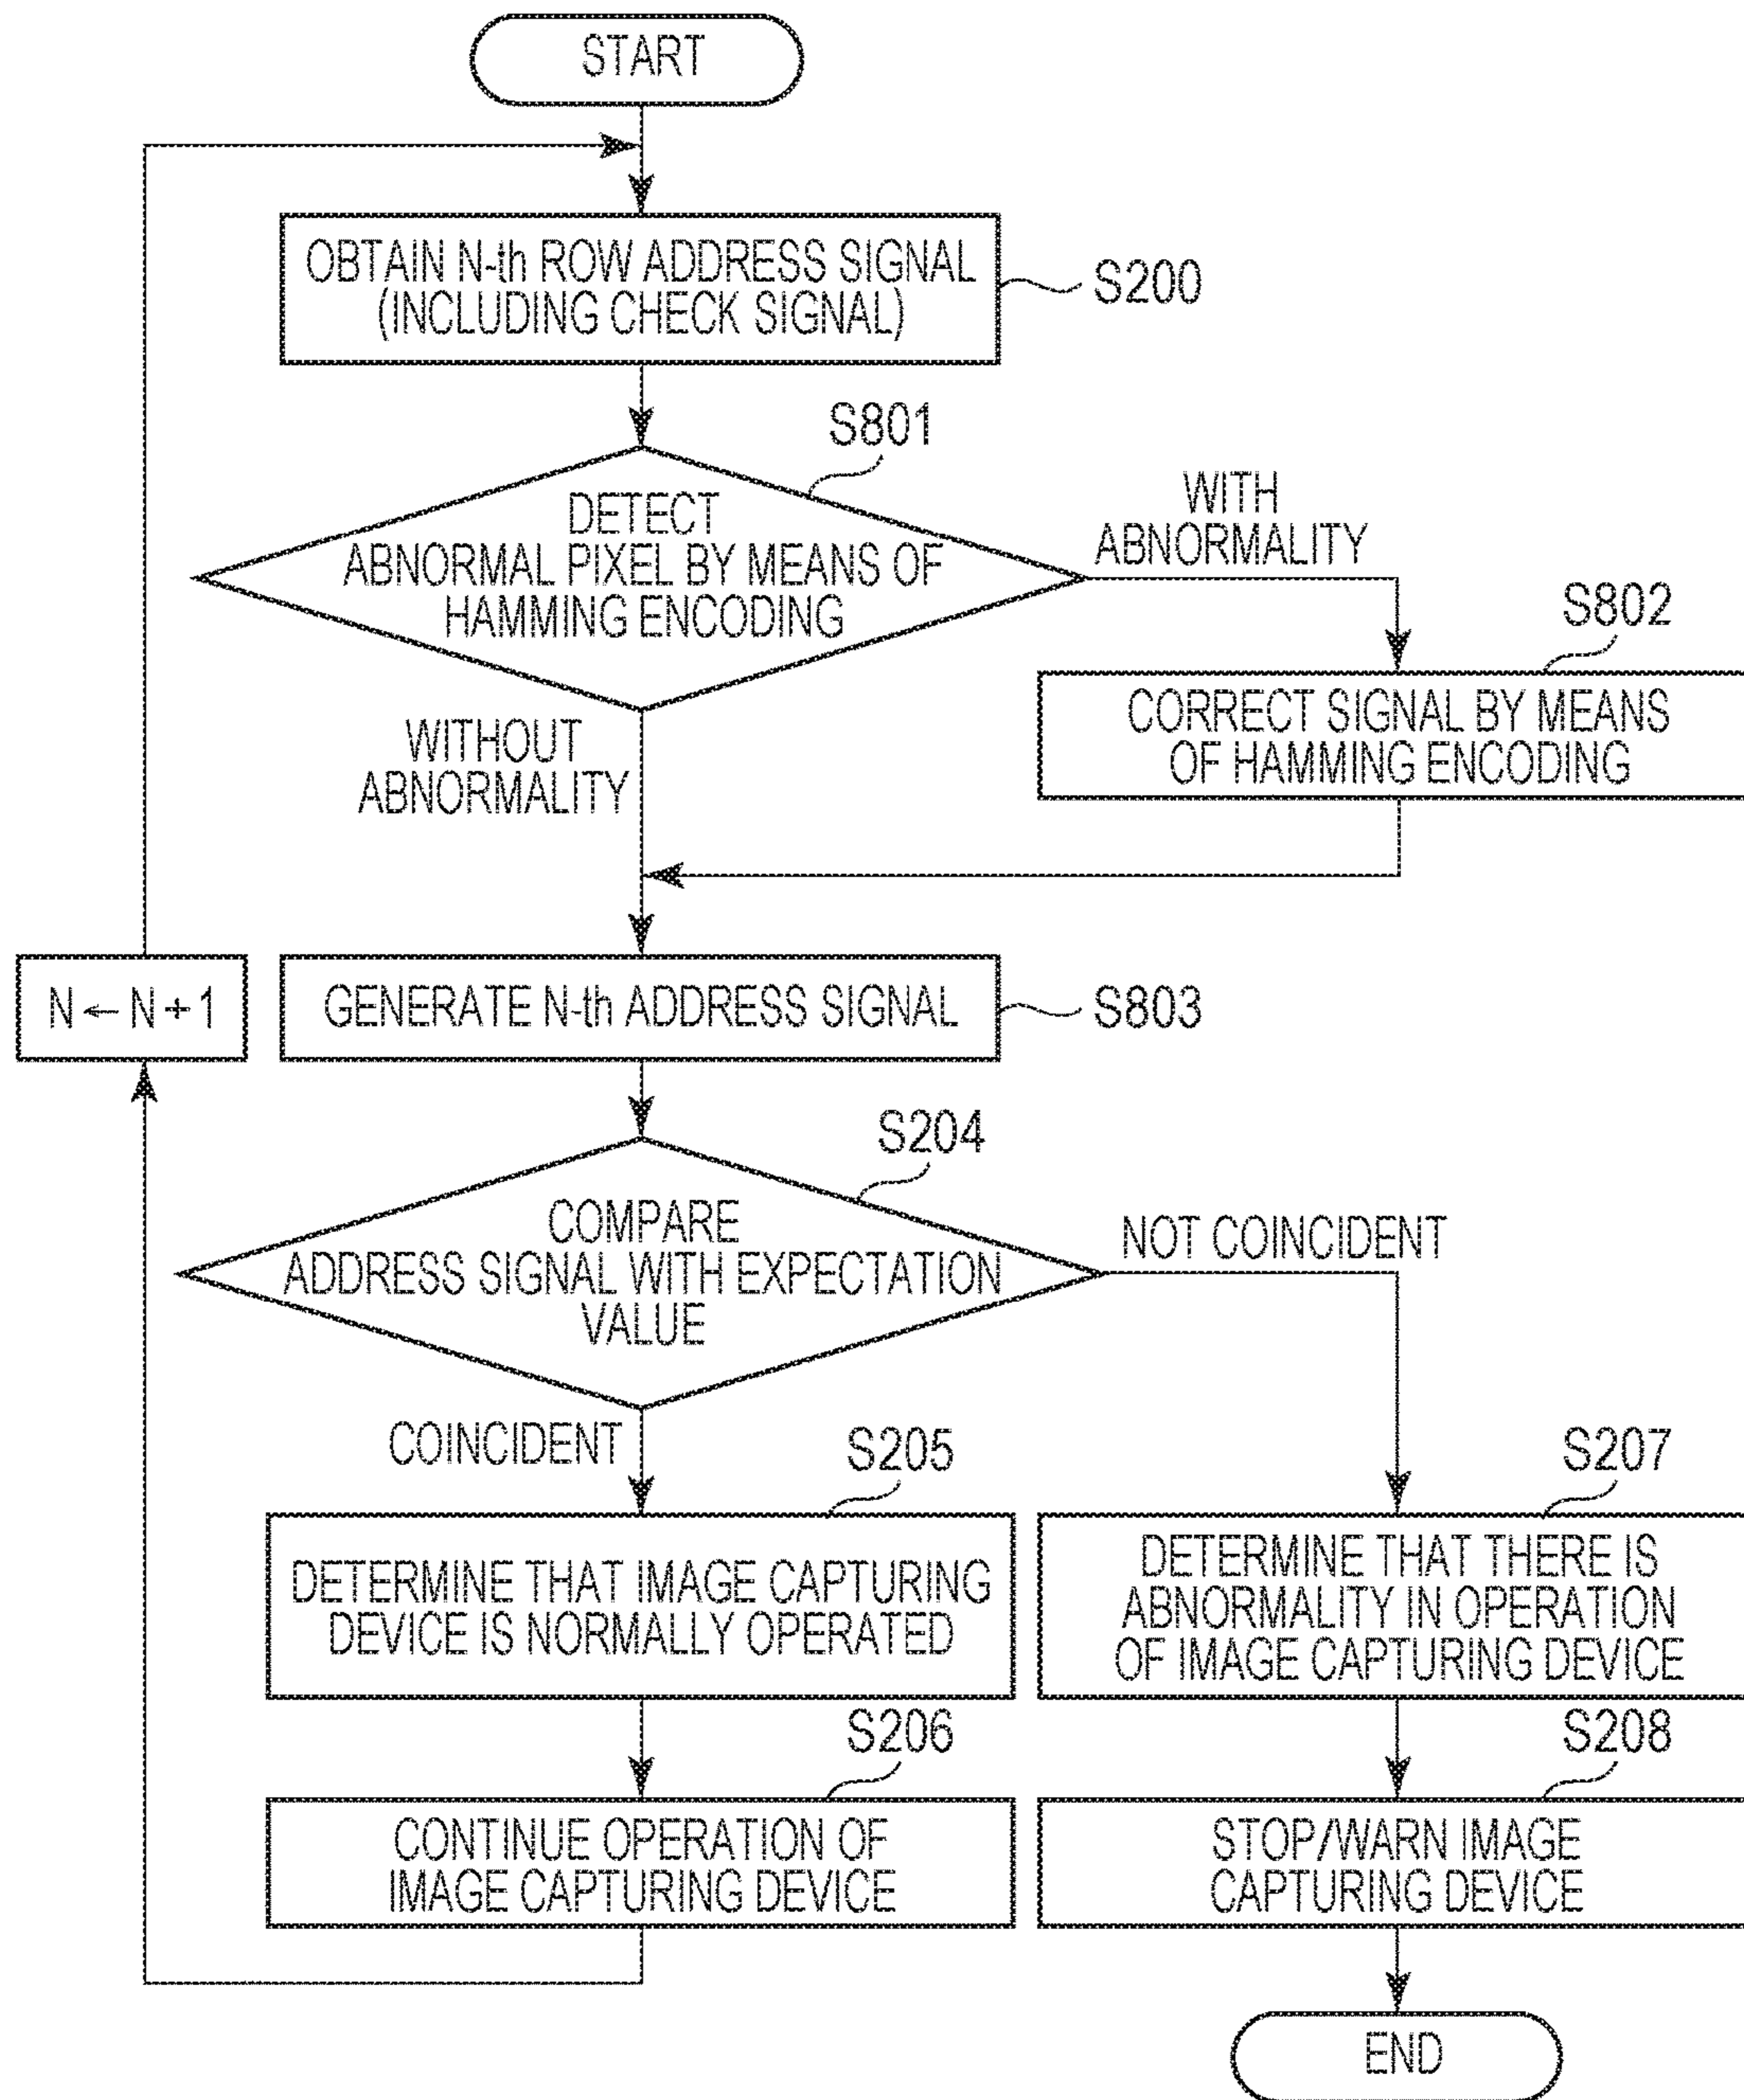 START
OBTAIN N-th ROW ADDRESS SIGNAL
(INCLUDING CHECK SIGNAL)
S200
S801
DETECT
ABNORMAL PIXEL BY MEANS OF
HAMMING ENCODING
WITH
ABNORMALITY
S802
CORRECT SIGNAL BY MEANS
OF HAMMING ENCODING
WITHOUT
ABNORMALITY
N ← N + 1
GENERATE N-th ADDRESS SIGNAL
S803
S204
COMPARE
ADDRESS SIGNAL WITH EXPECTATION
VALUE
NOT COINCIDENT
COINCIDENT
S205
DETERMINE THAT IMAGE CAPTURING
DEVICE IS NORMALLY OPERATED
S207
DETERMINE THAT THERE IS
ABNORMALITY IN OPERATION
OF IMAGE CAPTURING DEVICE
S206
CONTINUE OPERATION OF
IMAGE CAPTURING DEVICE
S208
STOP/WARN IMAGE
CAPTURING DEVICE
END